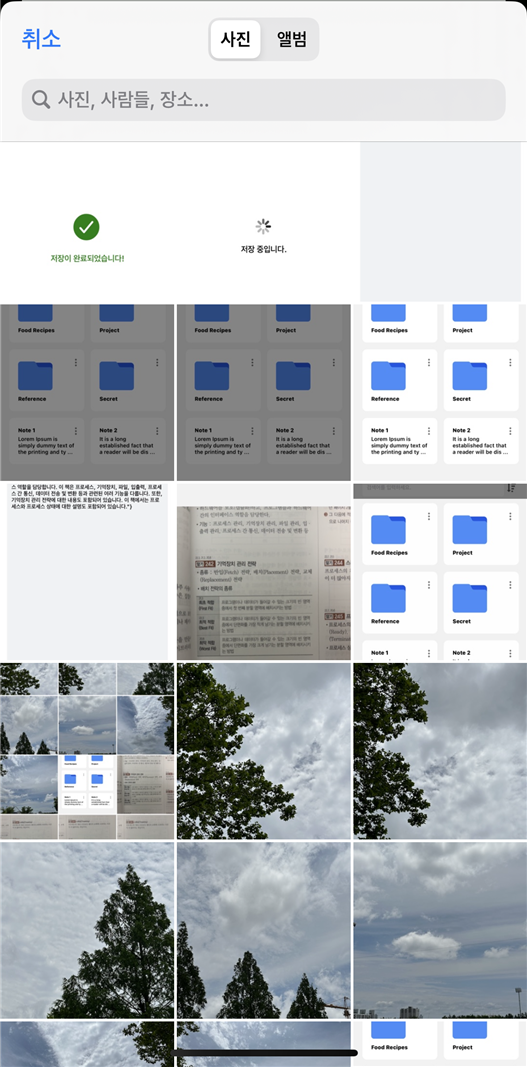 취소
사진
앨범
사진, 사람들, 장소...
저장이 완료되었습니다!
저장 중입니다.
Food Recipes
Project
Food Recipes
Project
Food Recipes
Project
Reference
Secret
Reference
Secret
Reference
Secret
Note 1
Note 2
Note 1
Note 2
Note 1
Note 2
Lorem Ipsum is
simply dummy text of
the printing and ty ...
It is a long
established fact that
a reader will be dis ...
Lorem Ipsum is
simply dummy text of
the printing and ty ...
It is a long
established fact that
a reader will be dis ...
Lorem Ipsum is
simply dummy text of
the printing and ty ...
It is a long
established fact that
a reader will be dis ...
스 역할을 담당합니다. 이 책은 프로세스, 기억장치, 파일, 입출력, 프로세
스 간 통신, 데이터 전송 및 변환 등과 관련된 여러 기능을 다룹니다. 또한,
기억장치 관리 전략에 대한 내용도 포함되어 있습니다. 이 책에서는 프로
세스와 프로세스 상태에 대한 설명도 포함되어 있습니다."}
242 기억장치 관리 전략
Food Recipes
Project
Reference
Secret
Food Recipes
Project